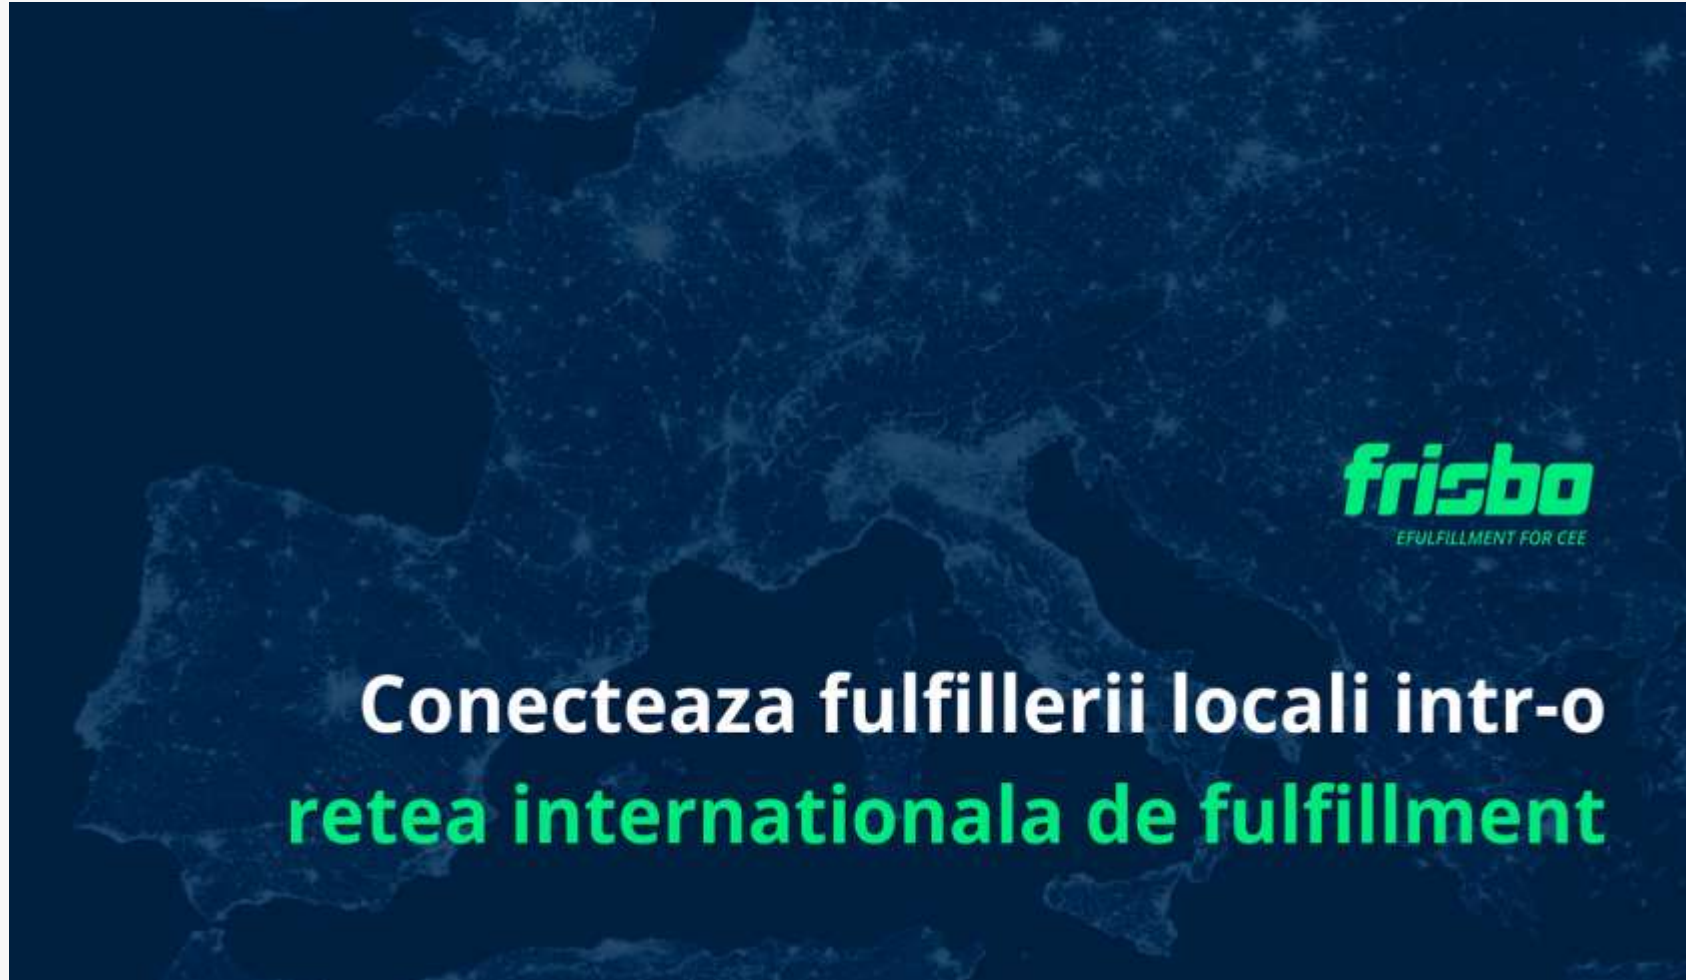 frisbo
EFULFILLMENT FOR CEE
Conecteaza fulfillerii locali intr-o
retea internationala de fulfillment